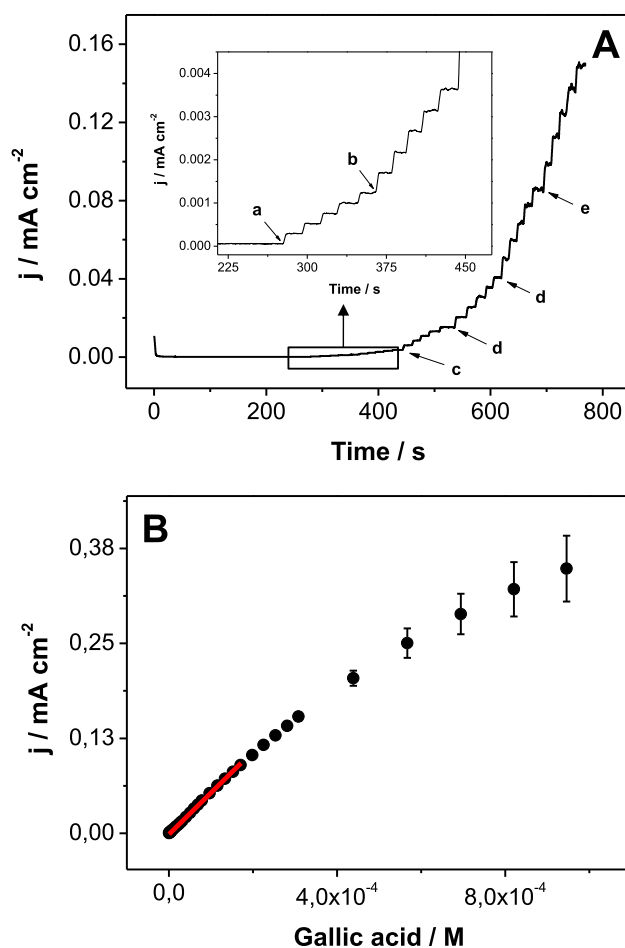 A
j / mA cm-2
0.16
0.12
0.08
0.04
0.00
0 200 400 600 800
Time / s
j / mA cm-2
0.004
0.003
0.002
0.001
0.000
225 300 375 450
Time / s
a
b
c
d
d
e
B
j / mA cm-2
0,38
0,25
0,13
0,00
0,0 4,0x10-4 8,0x10-4
Gallic acid / M